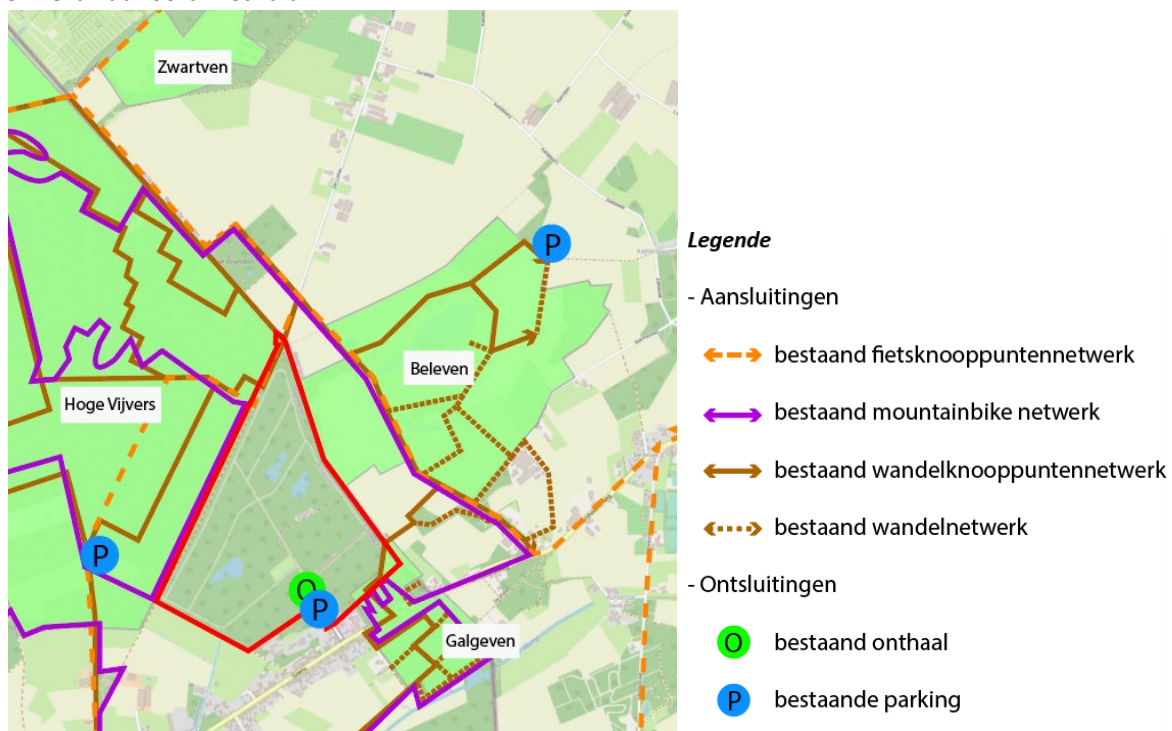 Zwartven
P
Beleven
Hoge Vijvers
P
O
P
Galgeven
Legende
- Aansluitingen
bestaand fietsknooppuntennetwerk
bestaand mountainbike netwerk
bestaand wandelknooppuntennetwerk
bestaand wandelnetwerk
- Ontsluitingen
O bestaand onthaal
P bestaande parking